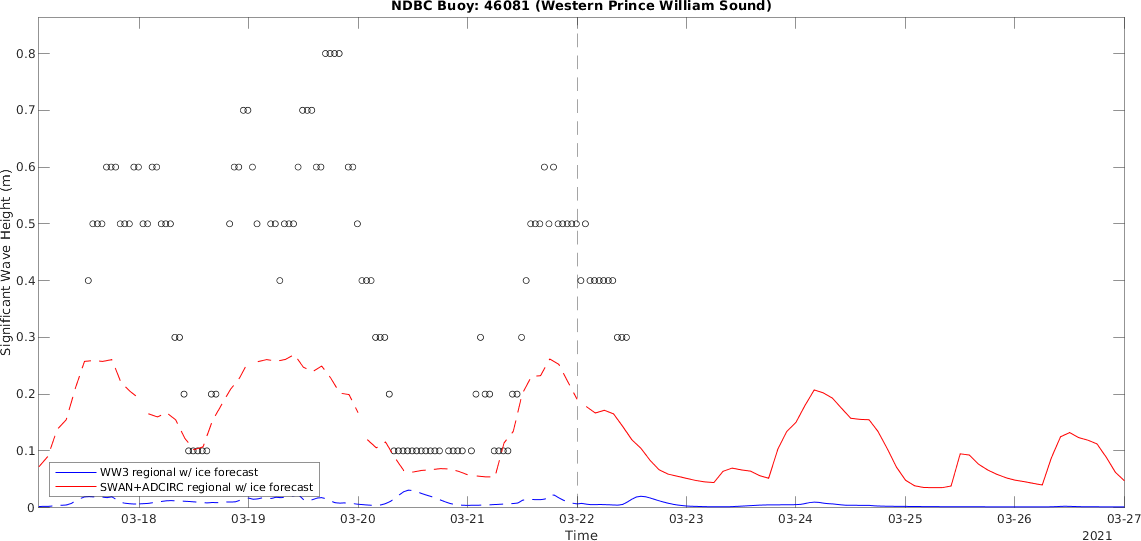 NDBC Buoy: 46081 (Western Prince William Sound)
Significant Wave Height (m)
0.8
0.7
0.6
0.5
0.4
0.3
0.2
0.1
0
WW3 regional w/ ice forecast
SWAN+ADCIRC regional w/ ice forecast
03-18 03-19 03-20 03-21 03-22 03-23 03-24 03-25 03-26 03-27
Time
2021